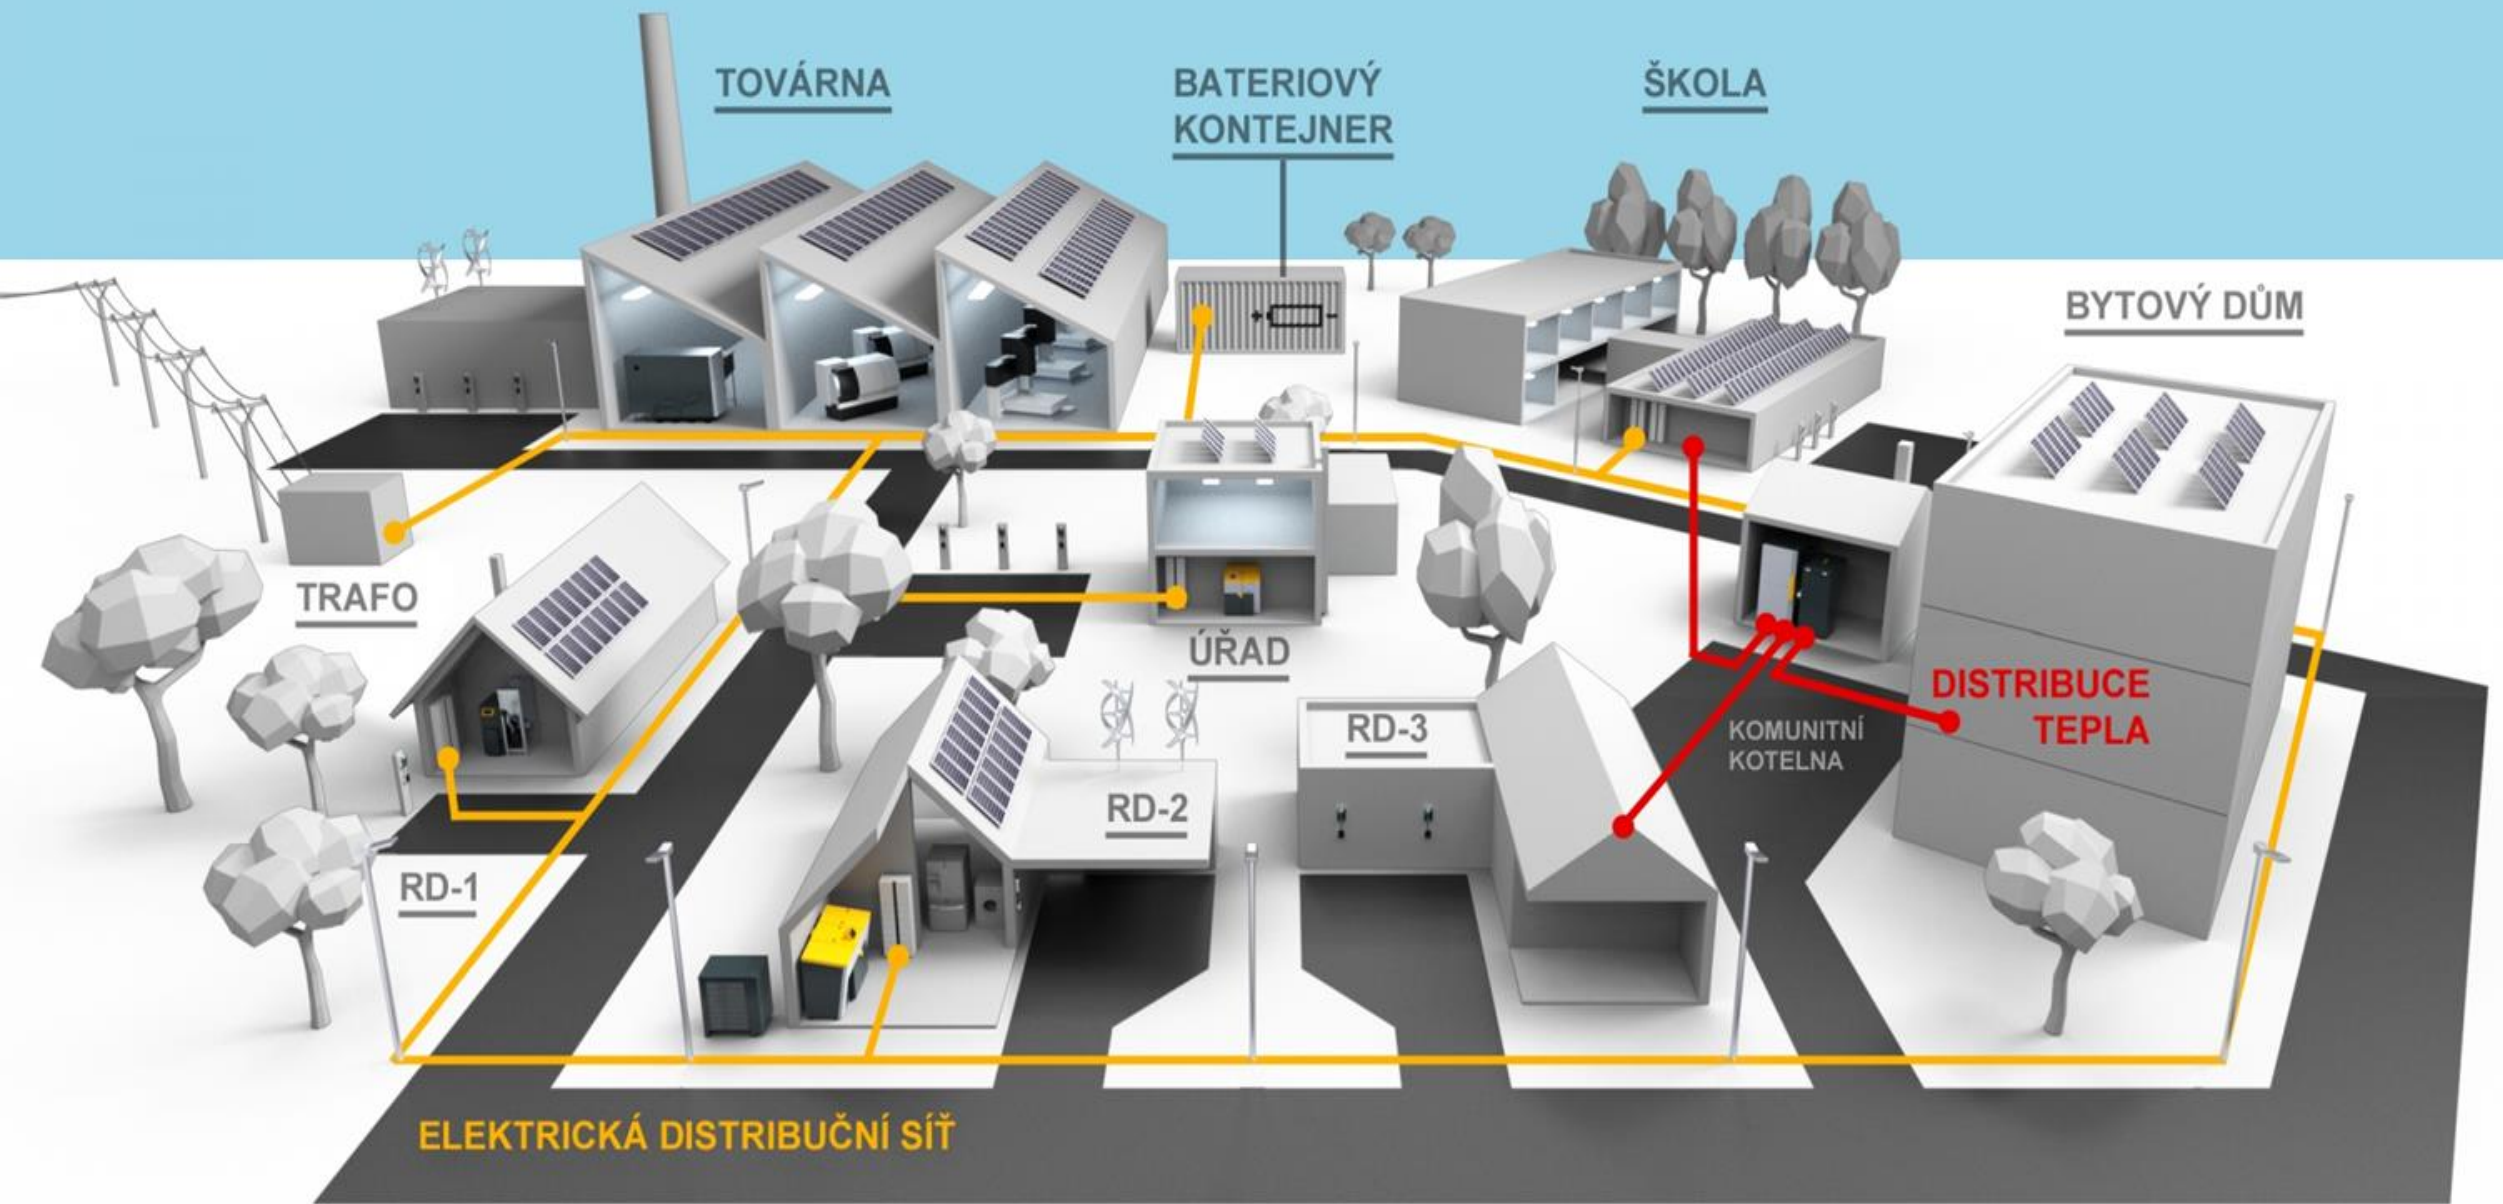 TOVÁRNA
BATERIOVÝ
KONTEJNER
ŠKOLA
BYTOVÝ DŮM
TRAFO
ÚŘAD
DISTRIBUCE
TEPLA
RD-3
KOMUNITNÍ
KOTELNA
RD-2
RD-1
ELEKTRICKÁ DISTRIBUČNÍ SÍŤ